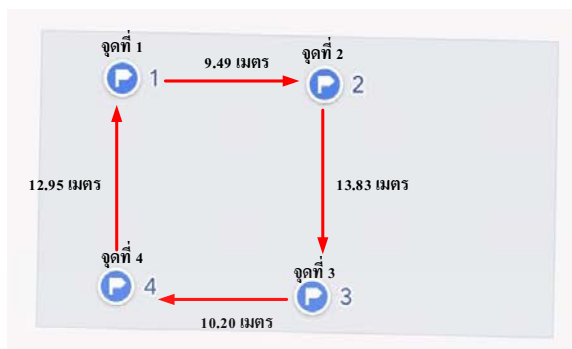 จุดที่ 1
9.49 เมตร
จุดที่ 2
1
2
12.95 เมตร
13.83 เมตร
จุดที่ 4
จุดที่ 3
4
3
10.20 เมตร